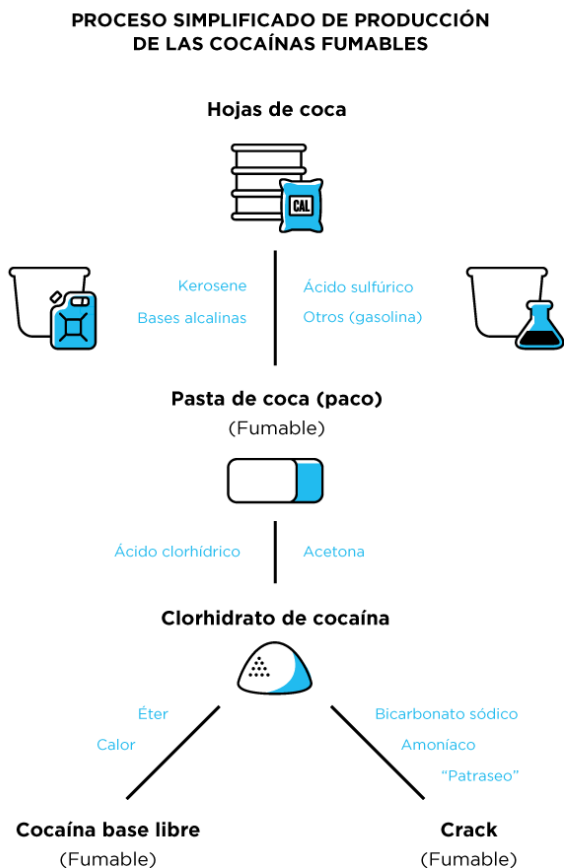 PROCESO SIMPLIFICADO DE PRODUCCIÓN
DE LAS COCAÍNAS FUMABLES
Hojas de coca
CAL
Kerosene
Bases alcalinas
Ácido sulfúrico
Otros (gasolina)
Pasta de coca (paco)
(Fumable)
Ácido clorhídrico
Acetona
Clorhidrato de cocaína
Éter
Calor
Bicarbonato sódico
Amoníaco
“Patraseo”
Cocaína base libre
(Fumable)
Crack
(Fumable)